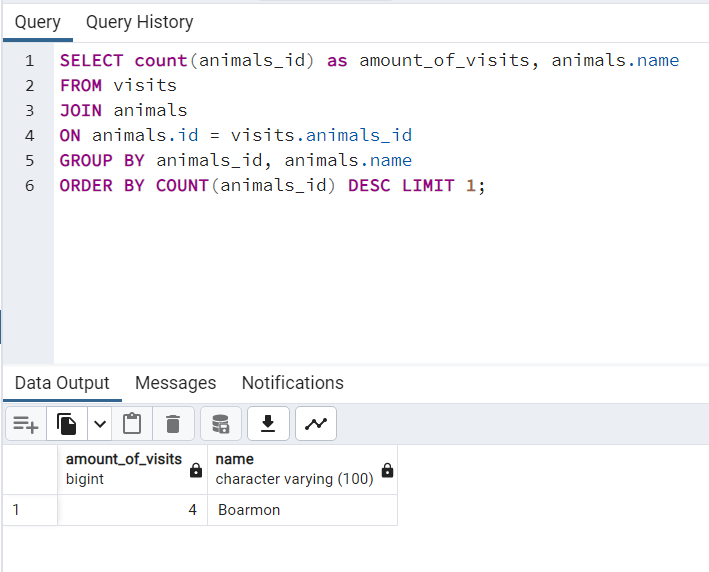 Query Query History
1 SELECT count(animals_id) as amount_of_visits, animals.name
2 FROM visits
3 JOIN animals
4 ON animals.id = visits.animals_id
5 GROUP BY animals_id, animals.name
6 ORDER BY COUNT(animals_id) DESC LIMIT 1;
Data Output Messages Notifications
amount_of_visits name
bigint character varying (100)
1 4 Boarmon